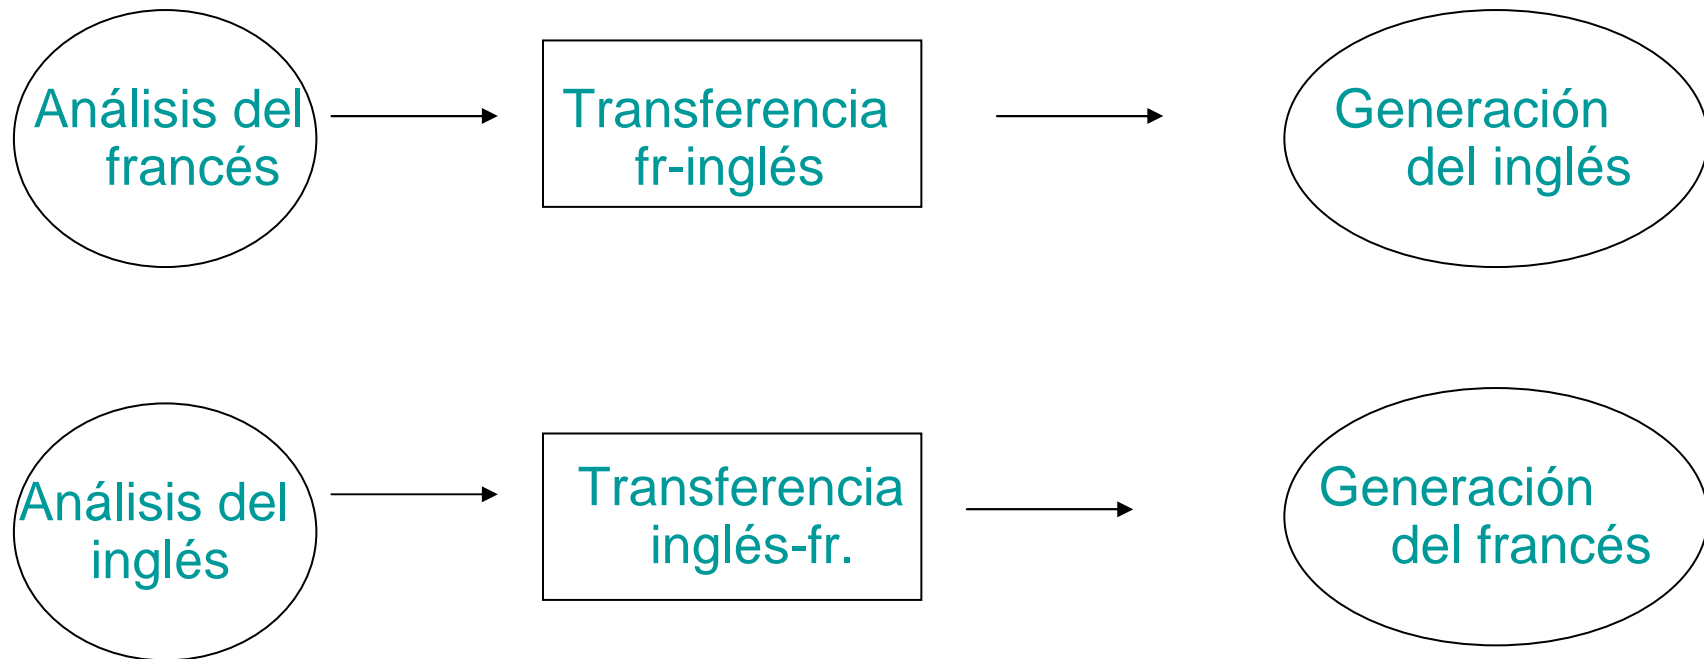 Análisis del
francés
Transferencia
fr-inglés
Generación
del inglés
Análisis del
inglés
Transferencia
inglés-fr.
Generación
del francés